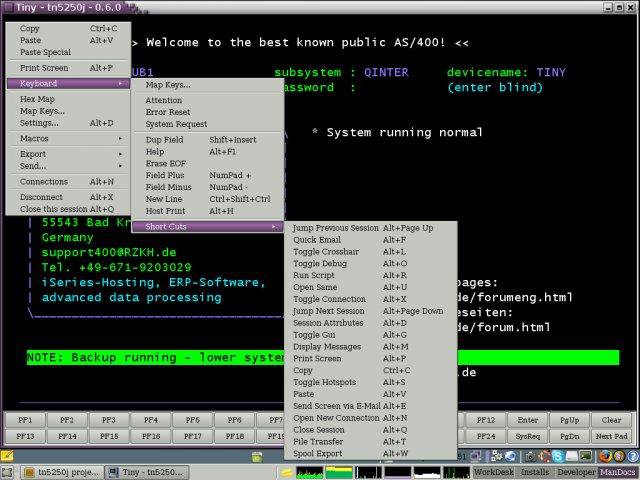 Tiny - tn5250j - 0.6.0
> Welcome to the best known public AS/400! <<
UB1 subsystem : QINTER devicename: TINY
assword : (enter blind)
* System running normal
Copy Ctrl+C
Paste Alt+V
Paste Special
Print Screen Alt+P
Keyboard
Hex Map
Map Keys...
Settings... Alt+D
Macros
Export
Send...
Connections Alt+N
Disconnect Alt+X
Close this session Alt+Q
Map Keys...
Attention
Error Reset
System Request
Dup Field Shift+Insert
Help Alt+F1
Erase EOF
Field Plus NumPad +
Field Minus NumPad -
New Line Ctrl+Shift+Ctrl
Host Print Alt+H
Short Cuts
Jump Previous Session Alt+Page Up
Quick Email Alt+F
Toggle Crosshair Alt+L
Toggle Debug Alt+O
Run Script Alt+R
Open Same Alt+U
Toggle Connection Alt+X
Jump Next Session Alt+Page Down
Session Attributes Alt+D
Toggle Gui Alt+G
Display Messages Alt+M
Print Screen Alt+P
Copy Ctrl+C
Toggle Hotspots Alt+S
Paste Alt+V
Send Screen via E-Mail Alt+E
Open New Connection Alt+N
Close Session Alt+Q
File Transfer Alt+T
Spool Export Alt+W
| 55543 Bad Kr
| Germany
| support400@RZKH.de
| Tel. +49-671-9203029
| iSeries-Hosting, ERP-Software,
| advanced data processing
\_________________________________
pages:
de/forumeng.html
eseiten:
de/forum.html
NOTE: Backup running - lower system
.de
PF1 PF2 PF3 PF4 PF5 PF6 PF7 PF12 Enter PgUp Clear
PF13 PF14 PF15 PF16 PF17 PF18 PF19 PF24 SysReq PgDn Next Pad
51
tn5250j proje... Tiny - tn5250... WorkDesk Installs Developer ManDocs